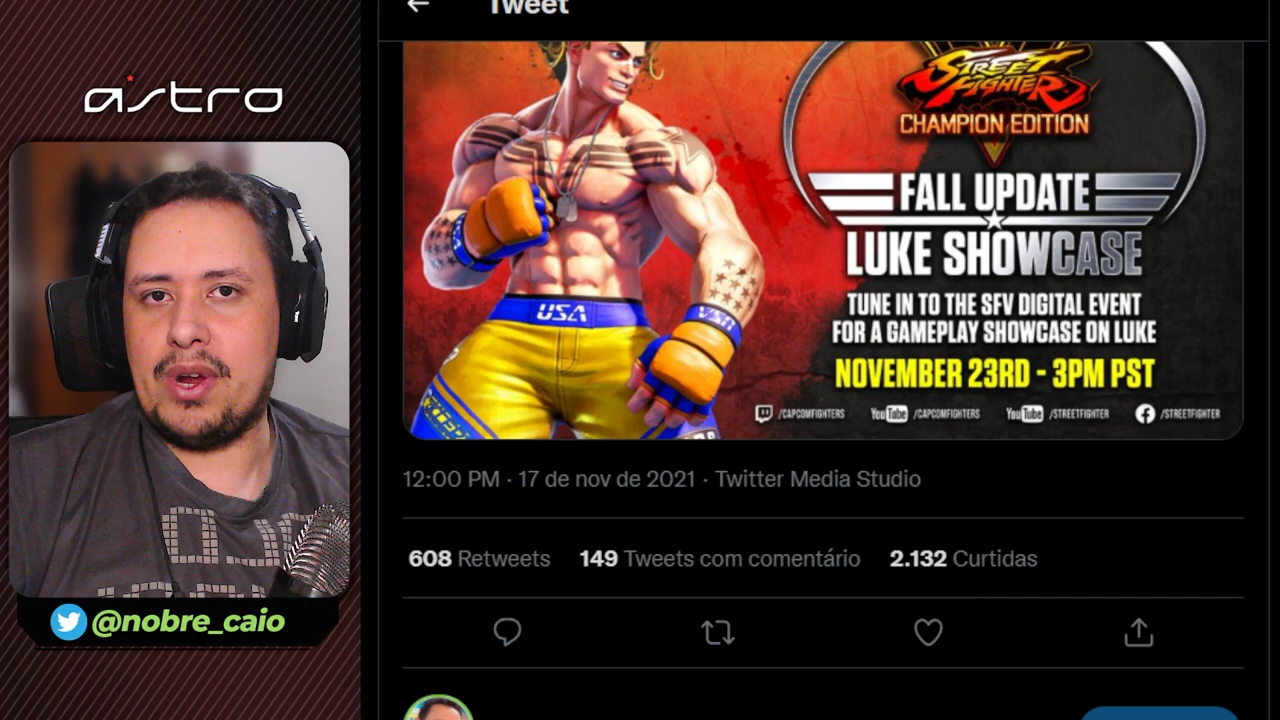 Tweet
astro
STREET
FIGHTER
CHAMPION EDITION
V
FALL UPDATE
LUKE SHOWCASE
TUNE IN TO THE SFV DIGITAL EVENT
FOR A GAMEPLAY SHOWCASE ON LUKE
NOVEMBER 23RD - 3PM PST
/CAPCOMFIGHTERS YouTube /CAPCOMFIGHTERS YouTube /STREETFIGHTER /STREETFIGHTER
USA
USA
12:00 PM · 17 de nov de 2021 · Twitter Media Studio
608 Retweets 149 Tweets com comentário 2.132 Curtidas
@nobre_caio